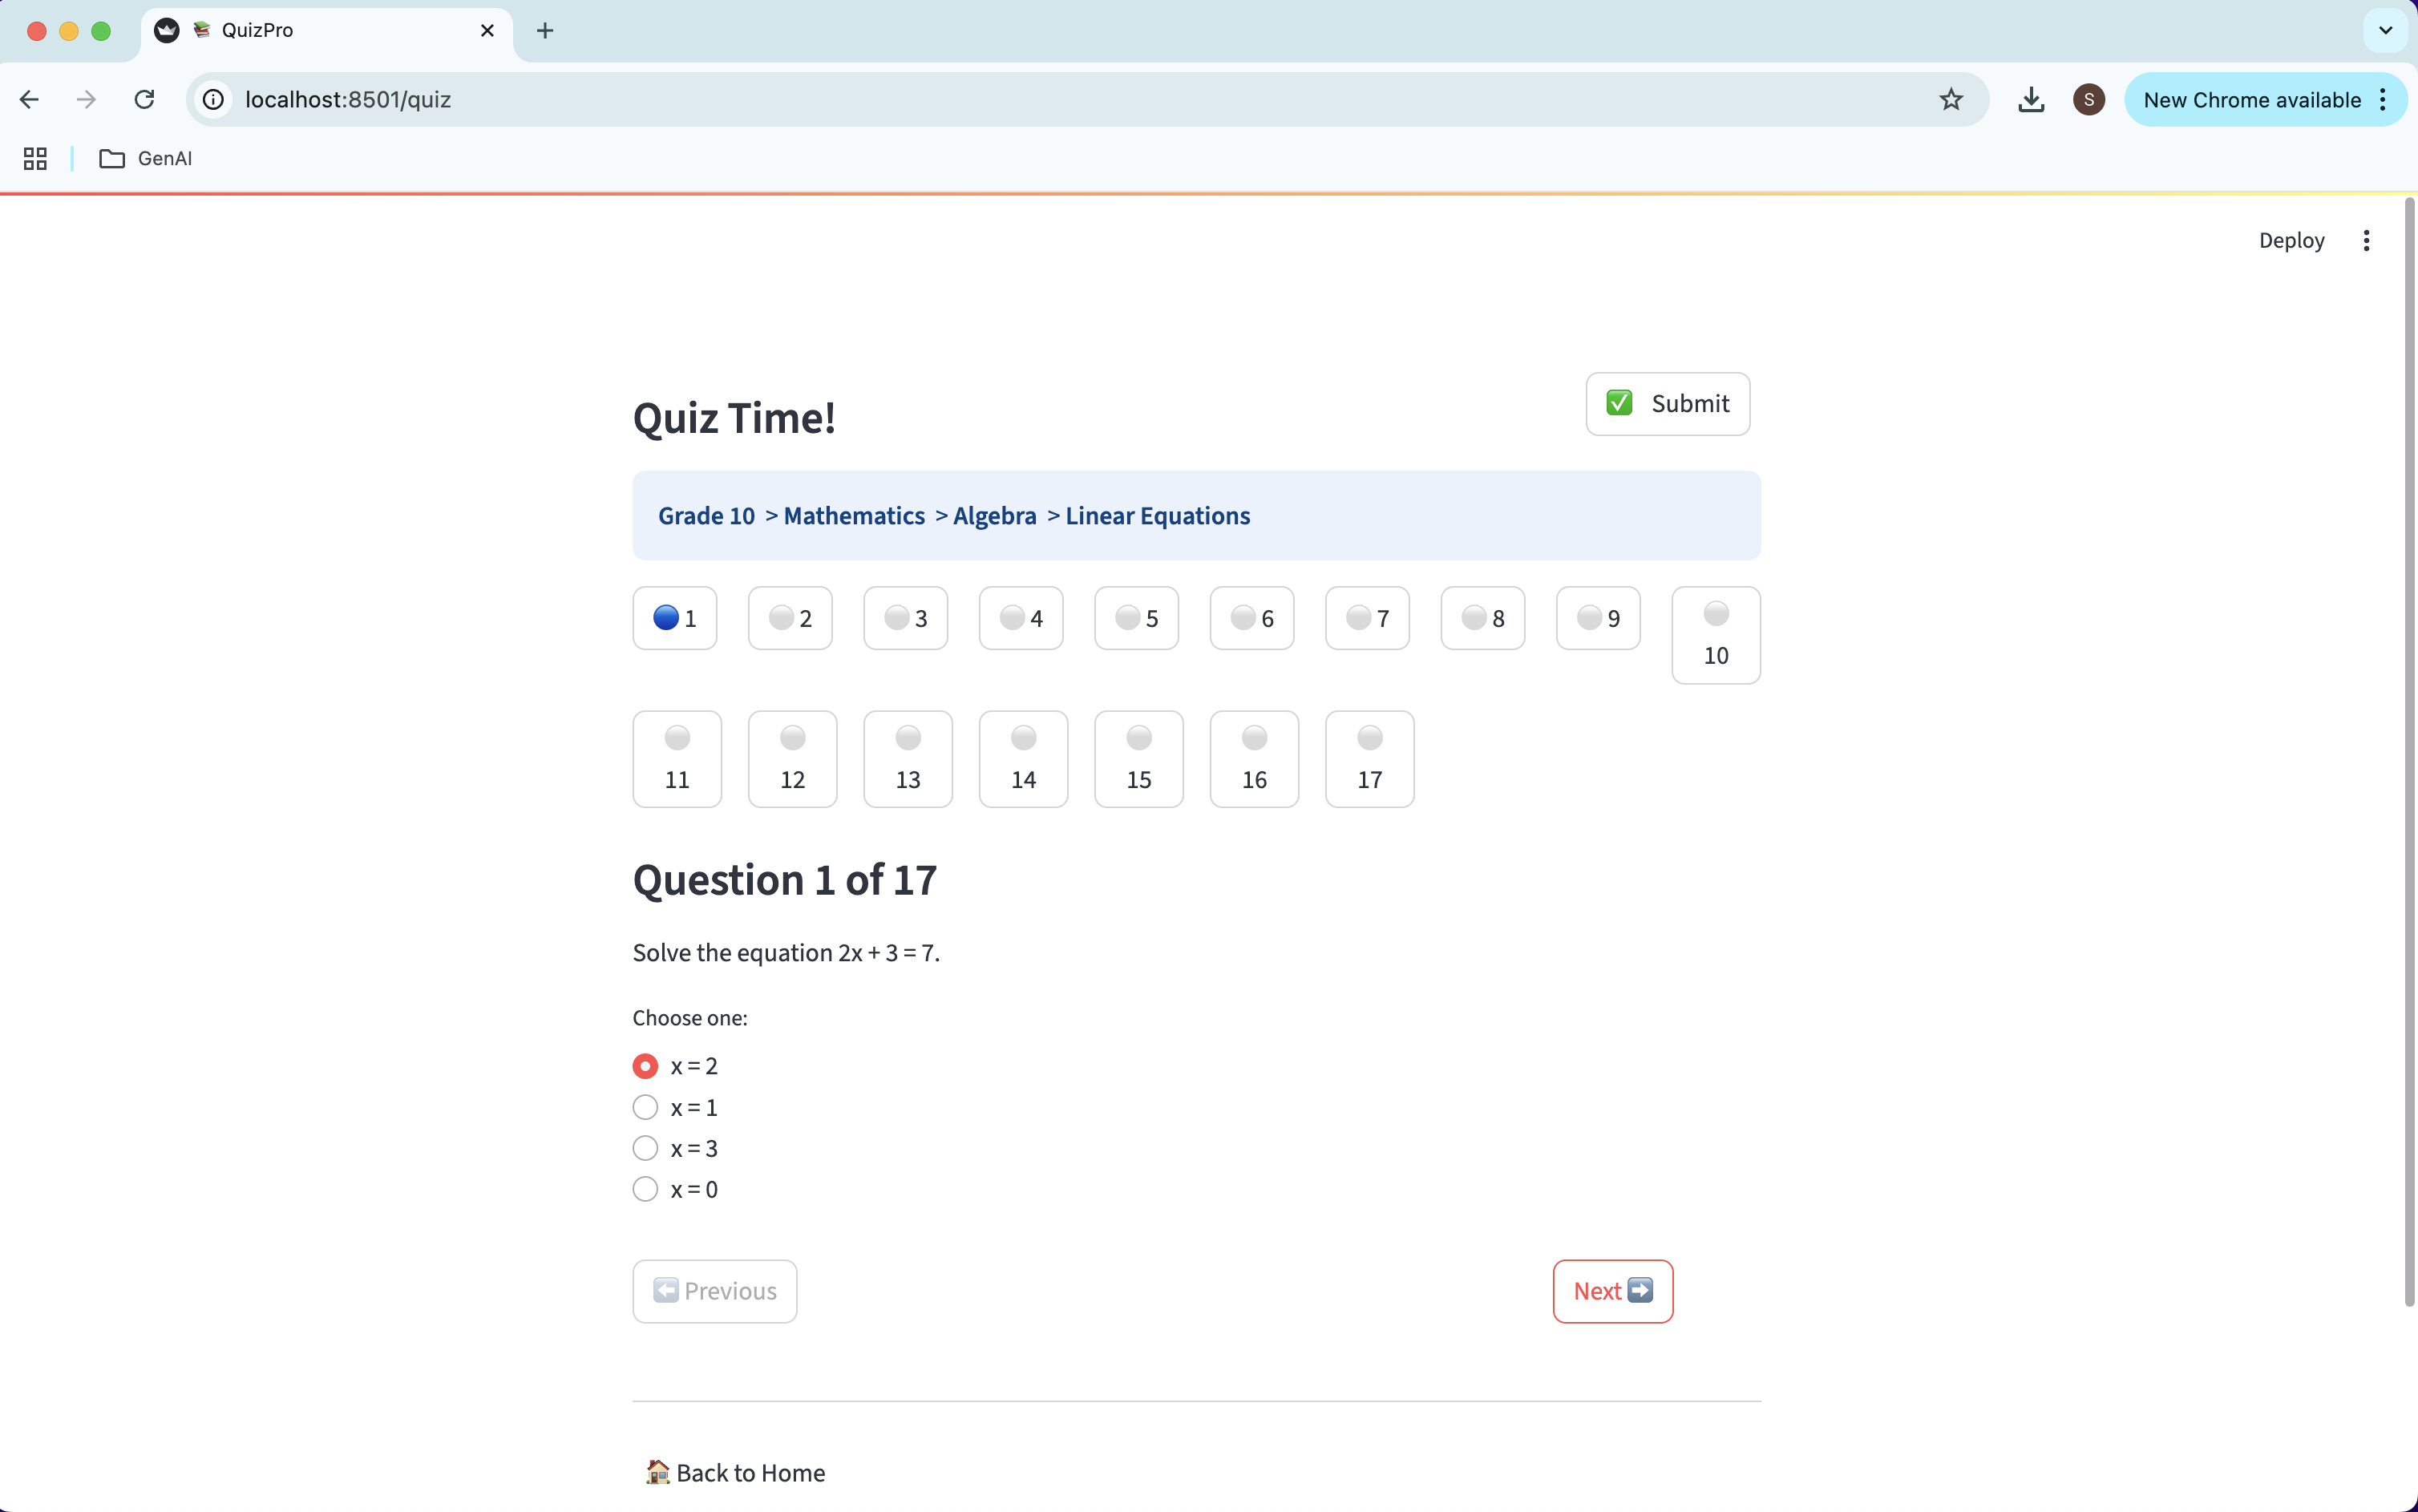 QuizPro
localhost:8501/quiz
S
New Chrome available
GenAI
Deploy
Quiz Time!
Submit
Grade 10 > Mathematics > Algebra > Linear Equations
1 2 3 4 5 6 7 8 9 10
11 12 13 14 15 16 17
Question 1 of 17
Solve the equation 2x + 3 = 7.
Choose one:
x = 2
x = 1
x = 3
x = 0
Previous
Next
Back to Home